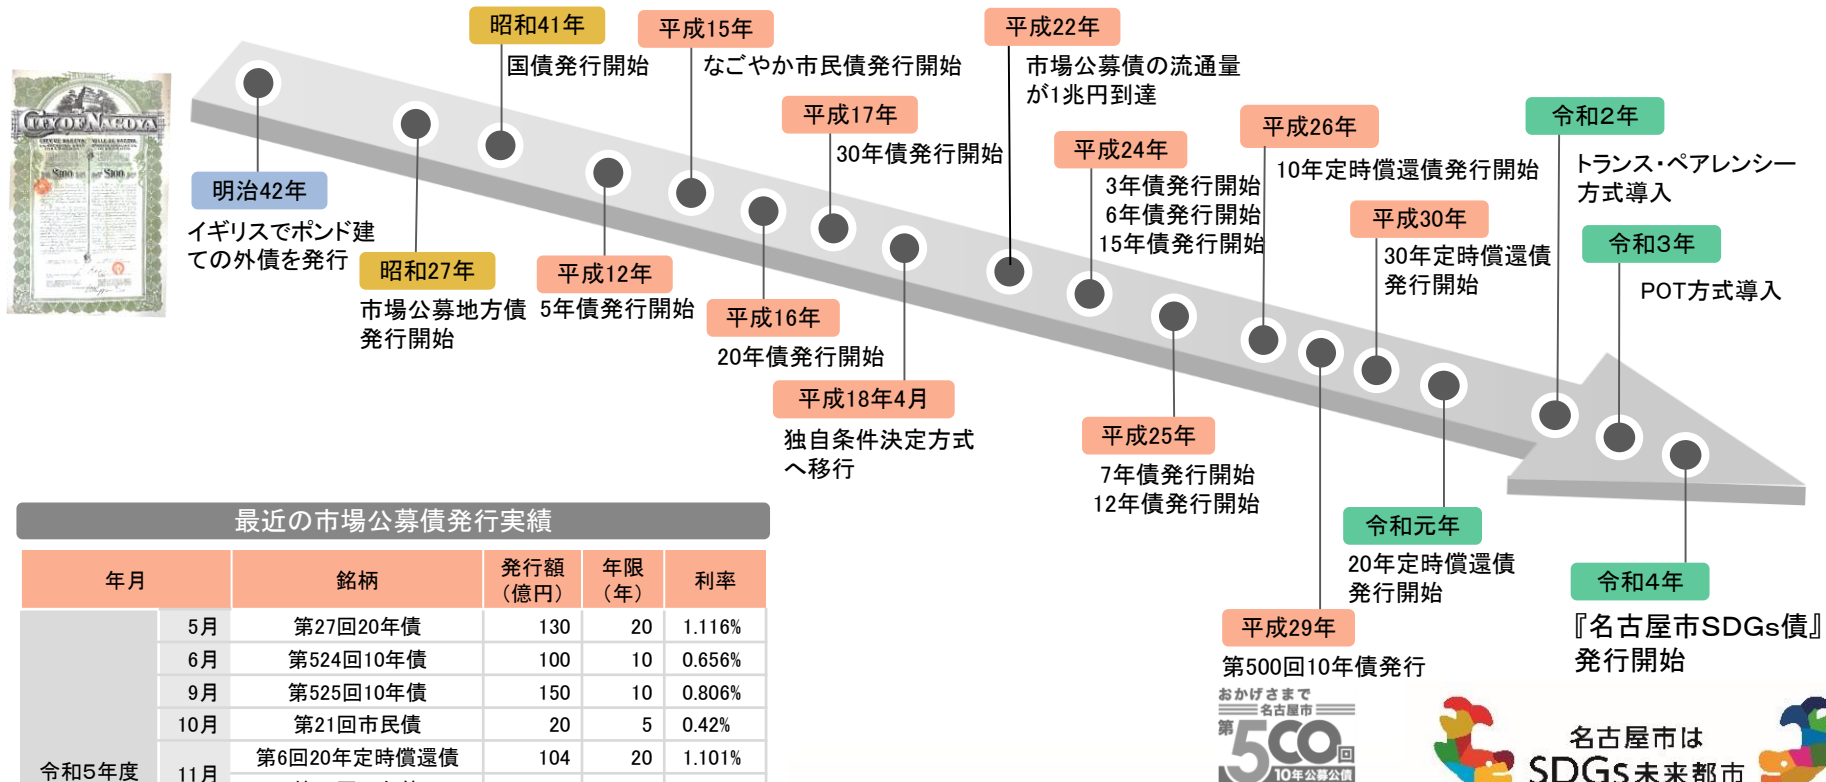 CITY OF NAGOYA
$100 $100
明治42年
イギリスでポンド建
ての外債を発行
昭和27年
市場公募地方債
発行開始
昭和41年
国債発行開始
平成12年
5年債発行開始
平成15年
なごやか市民債発行開始
平成16年
20年債発行開始
平成17年
30年債発行開始
平成18年4月
独自条件決定方式
へ移行
平成22年
市場公募債の流通量
が1兆円到達
平成24年
3年債発行開始
6年債発行開始
15年債発行開始
平成25年
7年債発行開始
12年債発行開始
平成26年
10年定時償還債発行開始
平成29年
第500回10年債発行
おかげさまで
名古屋市
第500回
10年公募公債
平成30年
30年定時償還債
発行開始
令和元年
20年定時償還債
発行開始
令和2年
トランス・ペアレンシー
方式導入
令和3年
POT方式導入
令和4年
『名古屋市SDGs債』
発行開始
名古屋市は
SDGs未来都市
最近の市場公募債発行実績
年月 銘柄 発行額(億円) 年限(年) 利率
令和5年度
5月 第27回20年債 130 20 1.116%
6月 第524回10年債 100 10 0.656%
9月 第525回10年債 150 10 0.806%
10月 第21回市民債 20 5 0.42%
11月 第6回20年定時償還債 104 20 1.101%